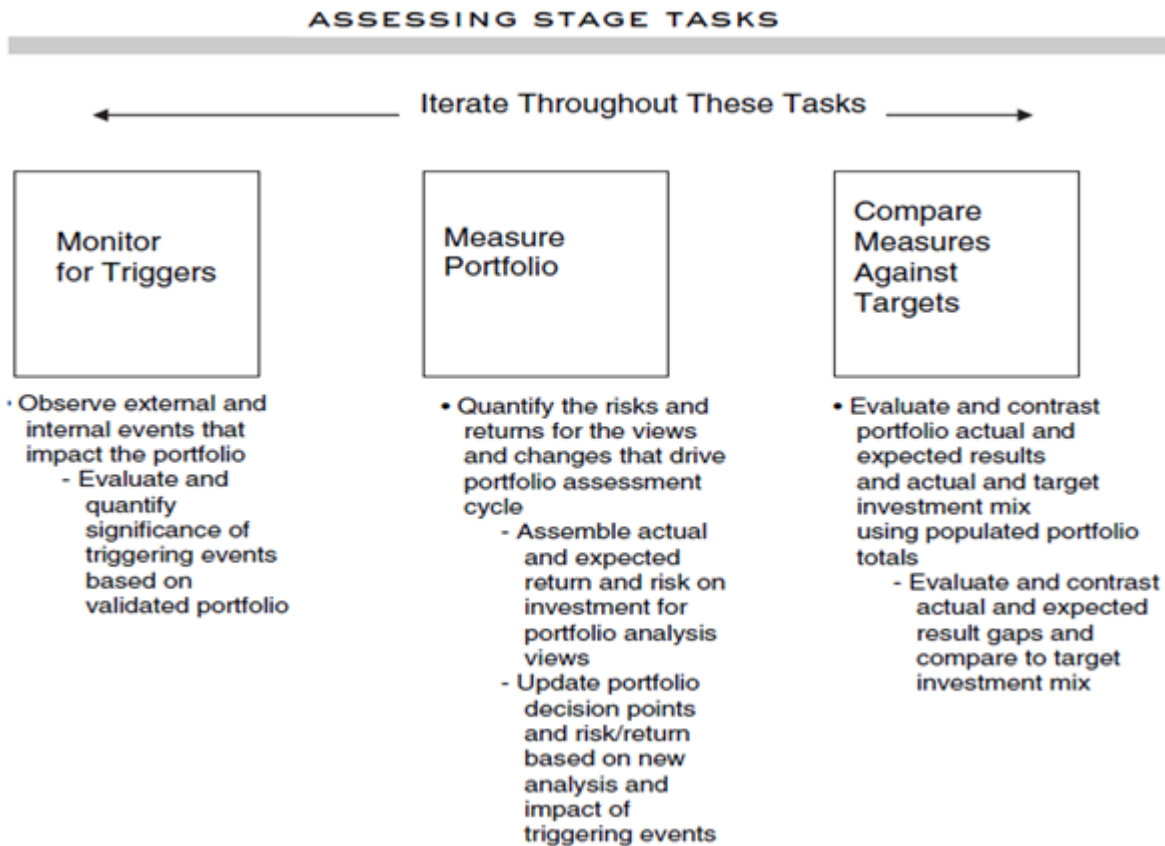 ASSESSING STAGE TASKS
Iterate Throughout These Tasks
Monitor
for Triggers
· Observe external and
internal events that
impact the portfolio
- Evaluate and
quantify
significance of
triggering events
based on
validated portfolio
Measure
Portfolio
• Quantify the risks and
returns for the views
and changes that drive
portfolio assessment
cycle
- Assemble actual
and expected
return and risk on
investment for
portfolio analysis
views
- Update portfolio
decision points
and risk/return
based on new
analysis and
impact of
triggering events
Compare
Measures
Against
Targets
• Evaluate and contrast
portfolio actual and
expected results
and actual and target
investment mix
using populated portfolio
totals
- Evaluate and contrast
actual and expected
result gaps and
compare to target
investment mix